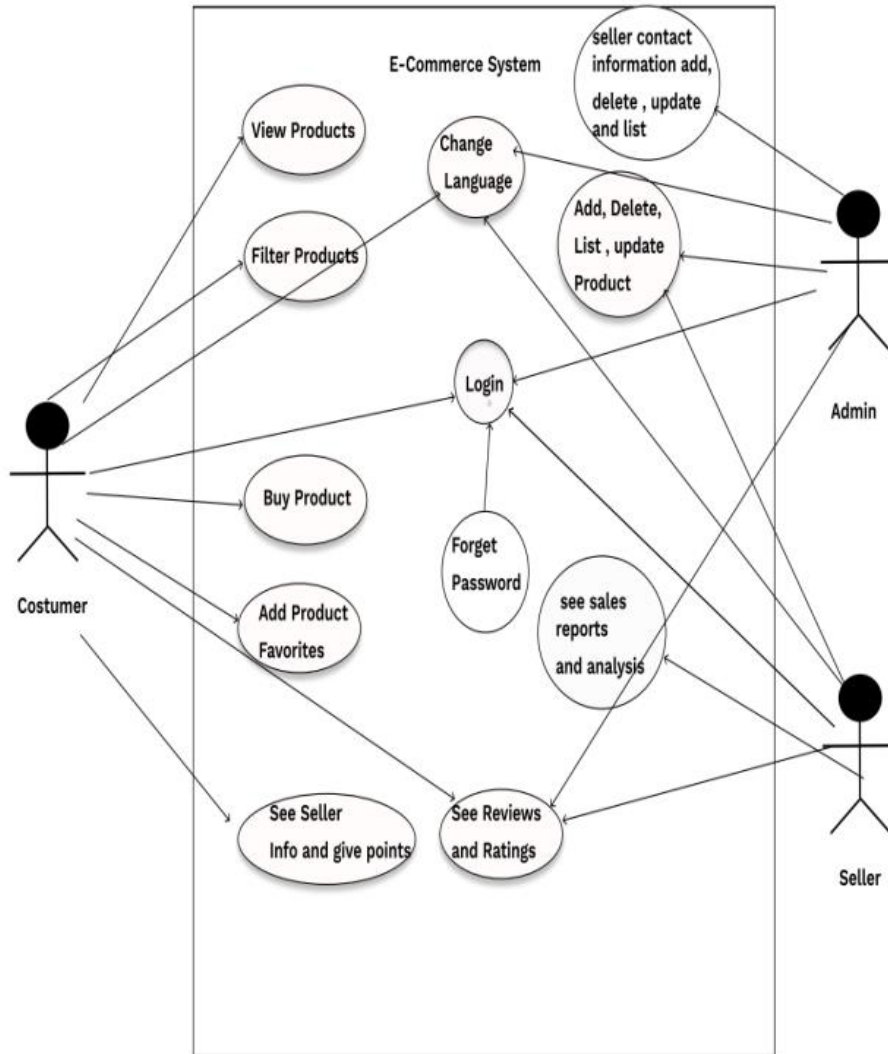 E-Commerce System
seller contact
information add,
delete , update
and list
View Products
Change
Language
Add, Delete,
List , update
Product
Filter Products
Login
Admin
Buy Product
Forget
Password
Costumer
Add Product
Favorites
see sales
reports
and analysis
See Seller
Info and give points
See Reviews
and Ratings
Seller